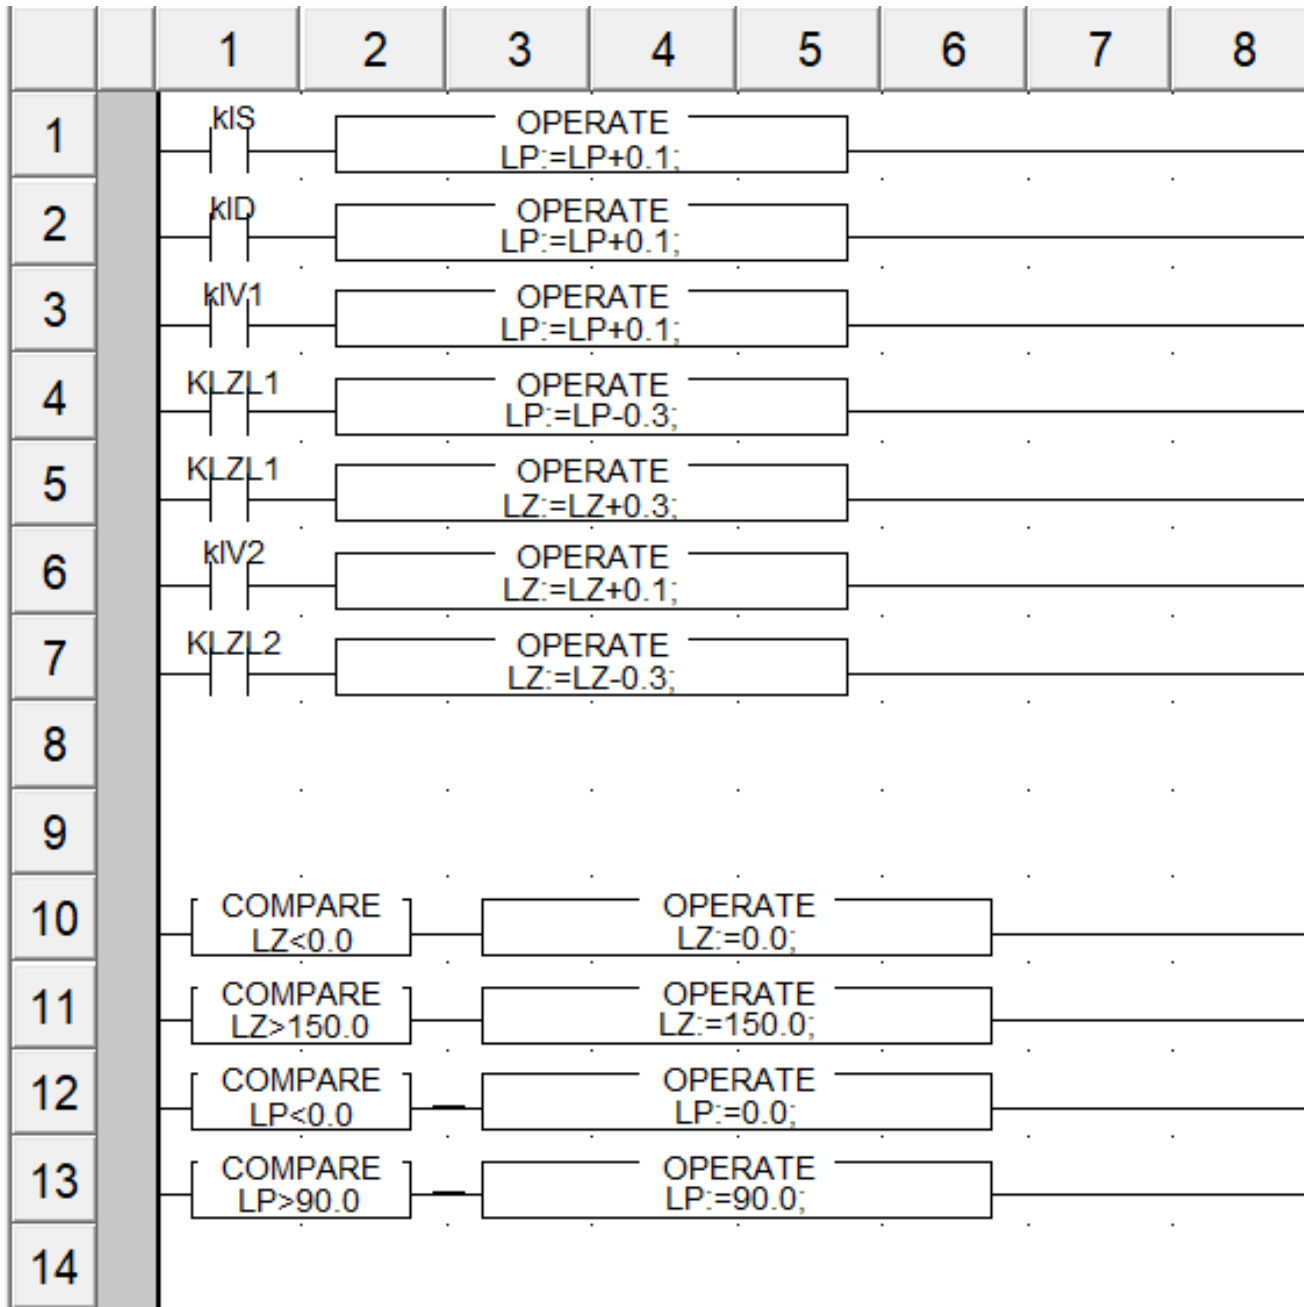 1 2 3 4 5 6 7 8
1 kIS OPERATE
LP:=LP+0.1;
2 kID OPERATE
LP:=LP+0.1;
3 kIV1 OPERATE
LP:=LP+0.1;
4 KLZL1 OPERATE
LP:=LP-0.3;
5 KLZL1 OPERATE
LZ:=LZ+0.3;
6 kIV2 OPERATE
LZ:=LZ+0.1;
7 KLZL2 OPERATE
LZ:=LZ-0.3;
8
9
10 COMPARE OPERATE
LZ<0.0 LZ:=0.0;
11 COMPARE OPERATE
LZ>150.0 LZ:=150.0;
12 COMPARE OPERATE
LP<0.0 LP:=0.0;
13 COMPARE OPERATE
LP>90.0 LP:=90.0;
14